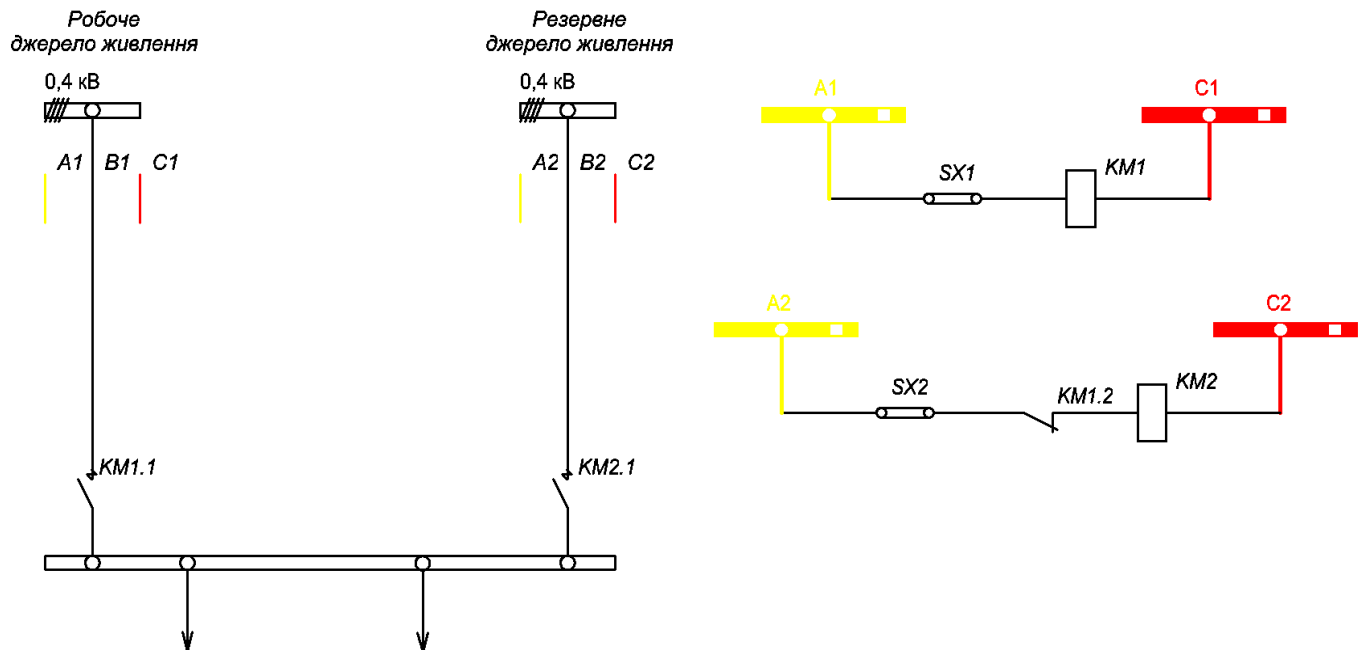 Робоче
джерело живлення
0,4 кВ
A1 B1 C1
KM1.1
Резервне
джерело живлення
0,4 кВ
A2 B2 C2
KM2.1
A1
C1
SX1
KM1
A2
C2
SX2
KM1.2
KM2